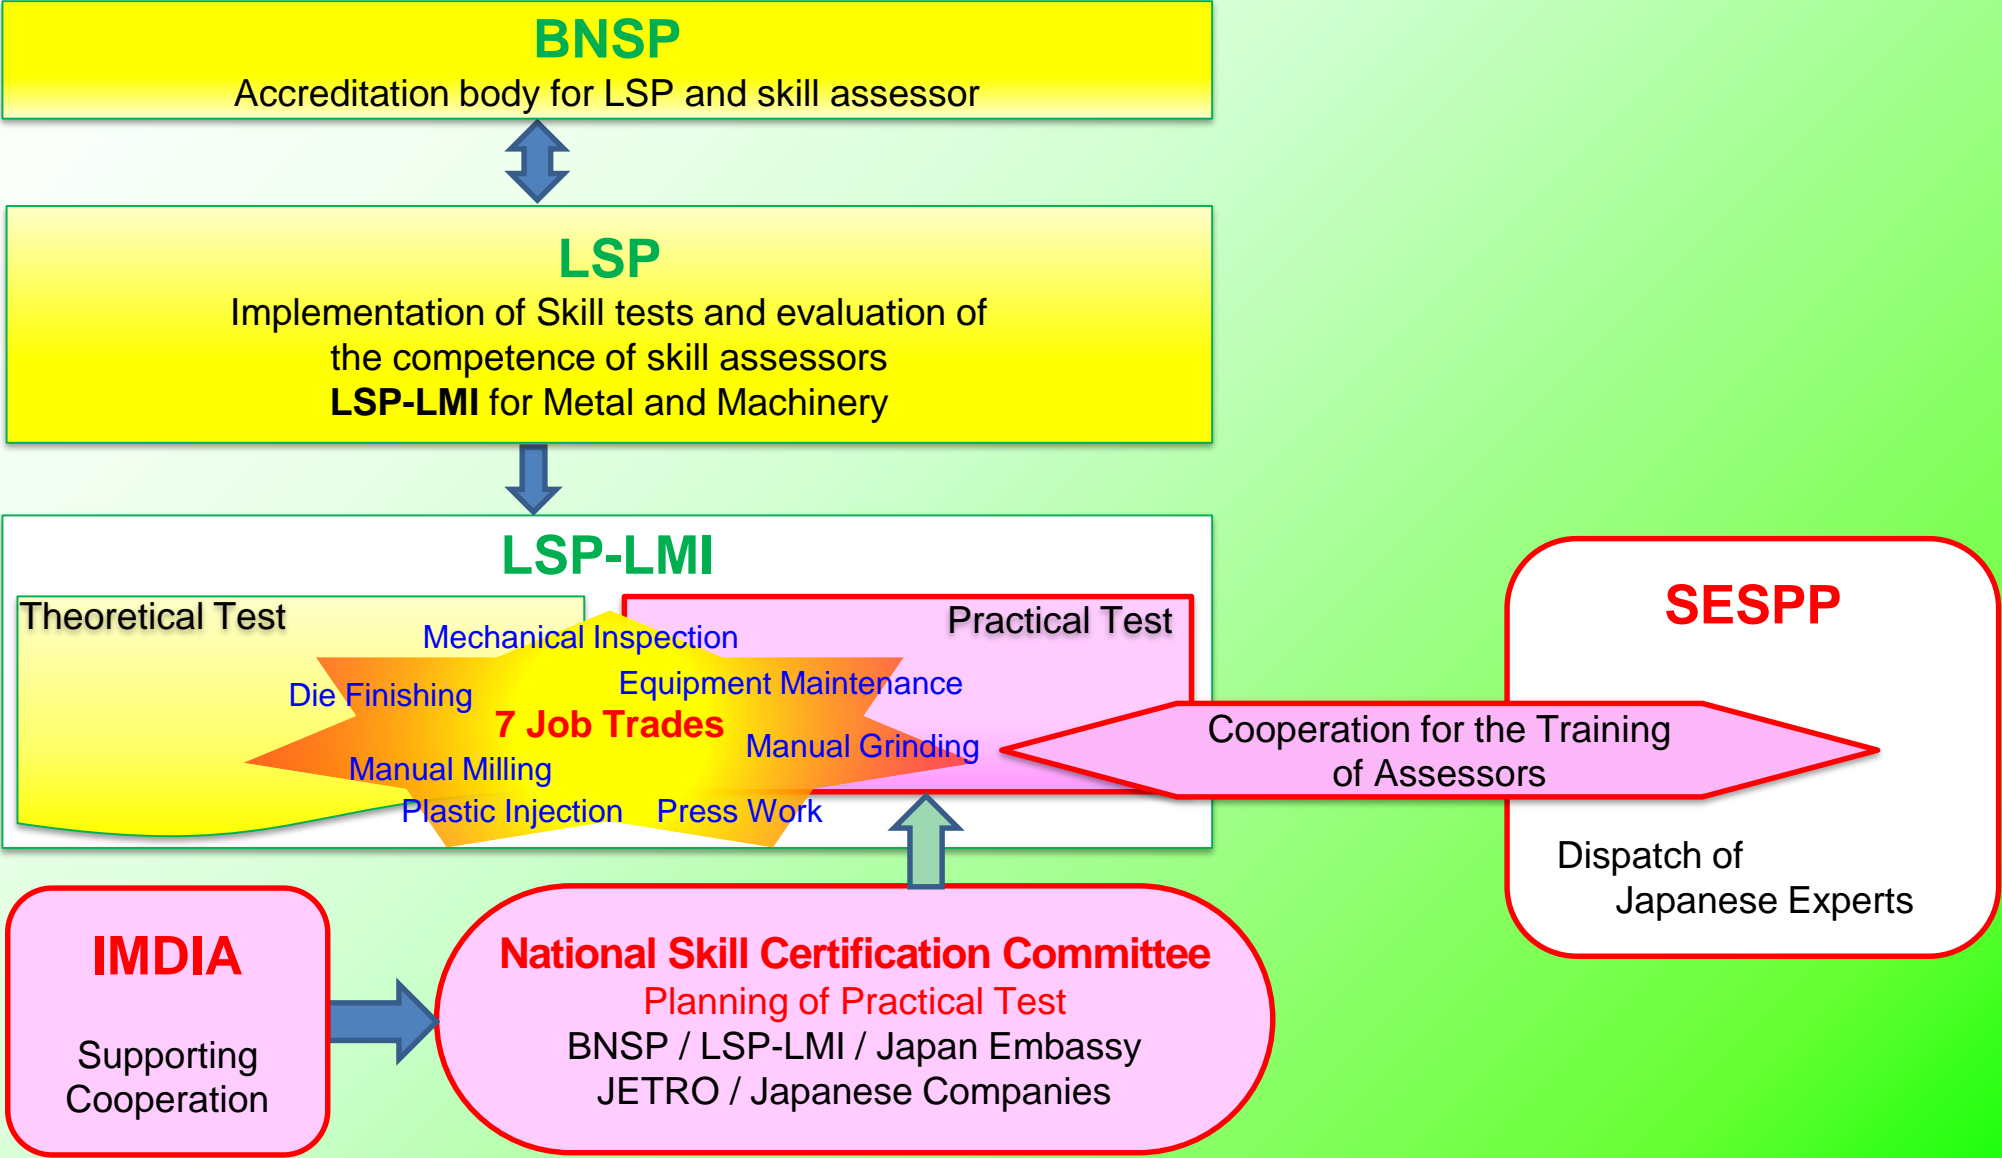 BNSP
Accreditation body for LSP and skill assessor
LSP
Implementation of Skill tests and evaluation of
the competence of skill assessors
LSP-LMI for Metal and Machinery
LSP-LMI
Theoretical Test
Practical Test
Mechanical Inspection
Die Finishing
Equipment Maintenance
7 Job Trades
Manual Grinding
Manual Milling
Plastic Injection
Press Work
SESPP
Cooperation for the Training
of Assessors
Dispatch of
Japanese Experts
IMDIA
Supporting
Cooperation
National Skill Certification Committee
Planning of Practical Test
BNSP / LSP-LMI / Japan Embassy
JETRO / Japanese Companies